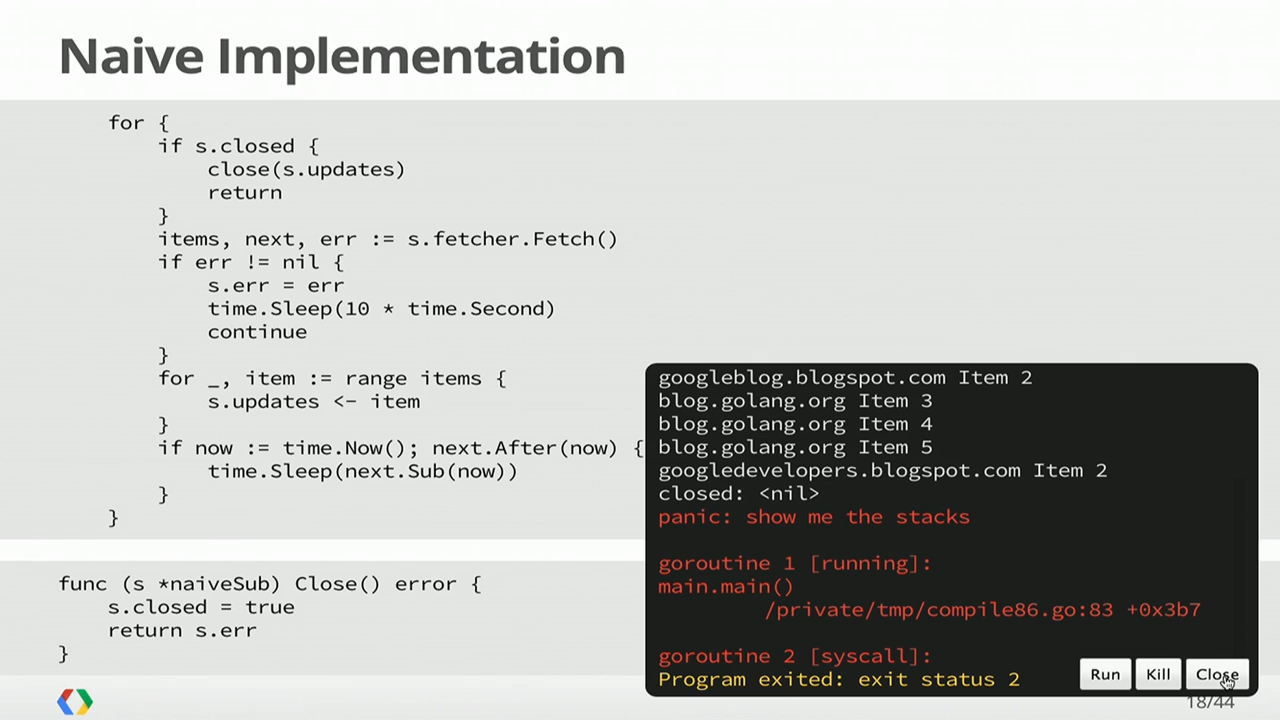 Naive Implementation
for {
if s.closed {
close(s.updates)
return
}
items, next, err := s.fetcher.Fetch()
if err != nil {
s.err = err
time.Sleep(10 * time.Second)
continue
}
for _, item := range items {
s.updates <- item
}
if now := time.Now(); next.After(now) {
time.Sleep(next.Sub(now))
}
}
func (s *naiveSub) Close() error {
s.closed = true
return s.err
}
googleblog.blogspot.com Item 2
blog.golang.org Item 3
blog.golang.org Item 4
blog.golang.org Item 5
googledevelopers.blogspot.com Item 2
closed: <nil>
panic: show me the stacks
goroutine 1 [running]:
main.main()
/private/tmp/compile86.go:83 +0x3b7
goroutine 2 [syscall]:
Program exited: exit status 2
Run Kill Close
18/44